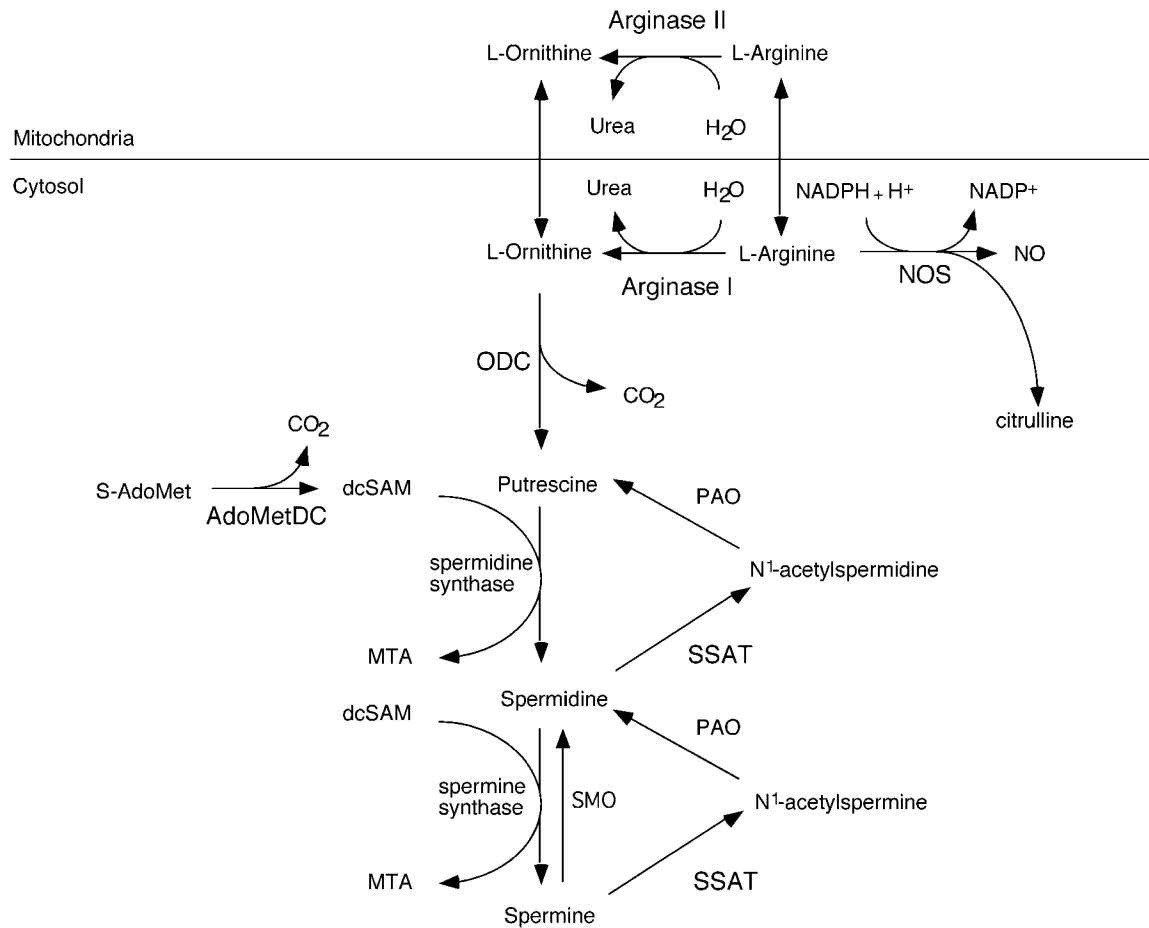 Arginase II
L-Ornithine
L-Arginine
Urea
H2O
Mitochondria
Cytosol
Urea
H2O
NADPH + H+
NADP+
L-Ornithine
L-Arginine
NO
Arginase I
NOS
ODC
CO2
citrulline
CO2
S-AdoMet
dcSAM
Putrescine
PAO
AdoMetDC
spermidine
synthase
N1-acetylspermidine
MTA
SSAT
Spermidine
dcSAM
PAO
spermine
synthase
SMO
N1-acetylspermine
MTA
SSAT
Spermine